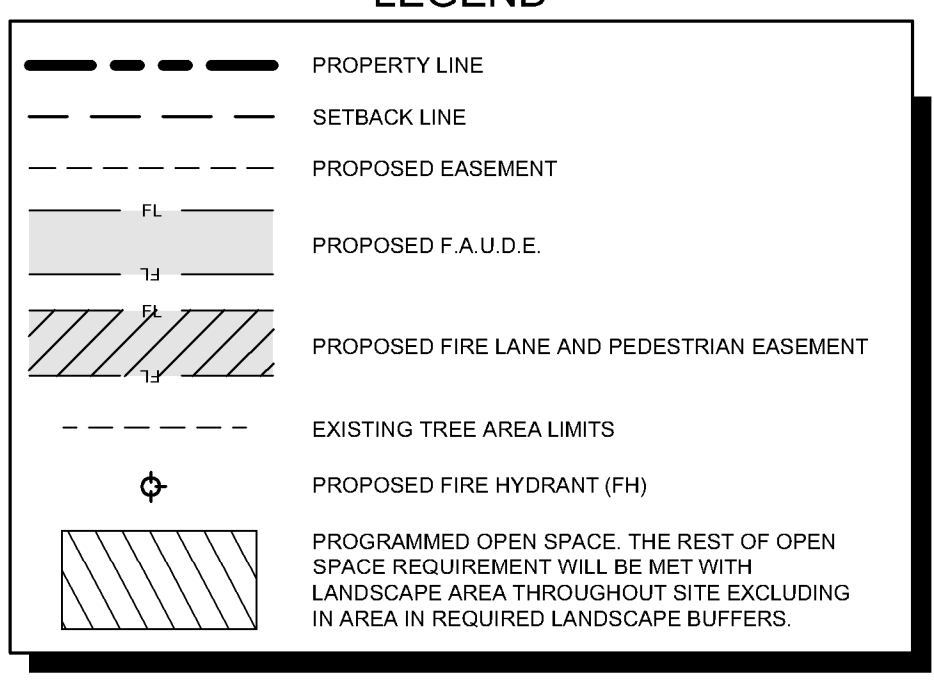 LEGEND
PROPERTY LINE
SETBACK LINE
PROPOSED EASEMENT
FL
PROPOSED F.A.U.D.E.
FL
FL
PROPOSED FIRE LANE AND PEDESTRIAN EASEMENT
FL
EXISTING TREE AREA LIMITS
PROPOSED FIRE HYDRANT (FH)
PROGRAMMED OPEN SPACE. THE REST OF OPEN
SPACE REQUIREMENT WILL BE MET WITH
LANDSCAPE AREA THROUGHOUT SITE EXCLUDING
IN AREA IN REQUIRED LANDSCAPE BUFFERS.